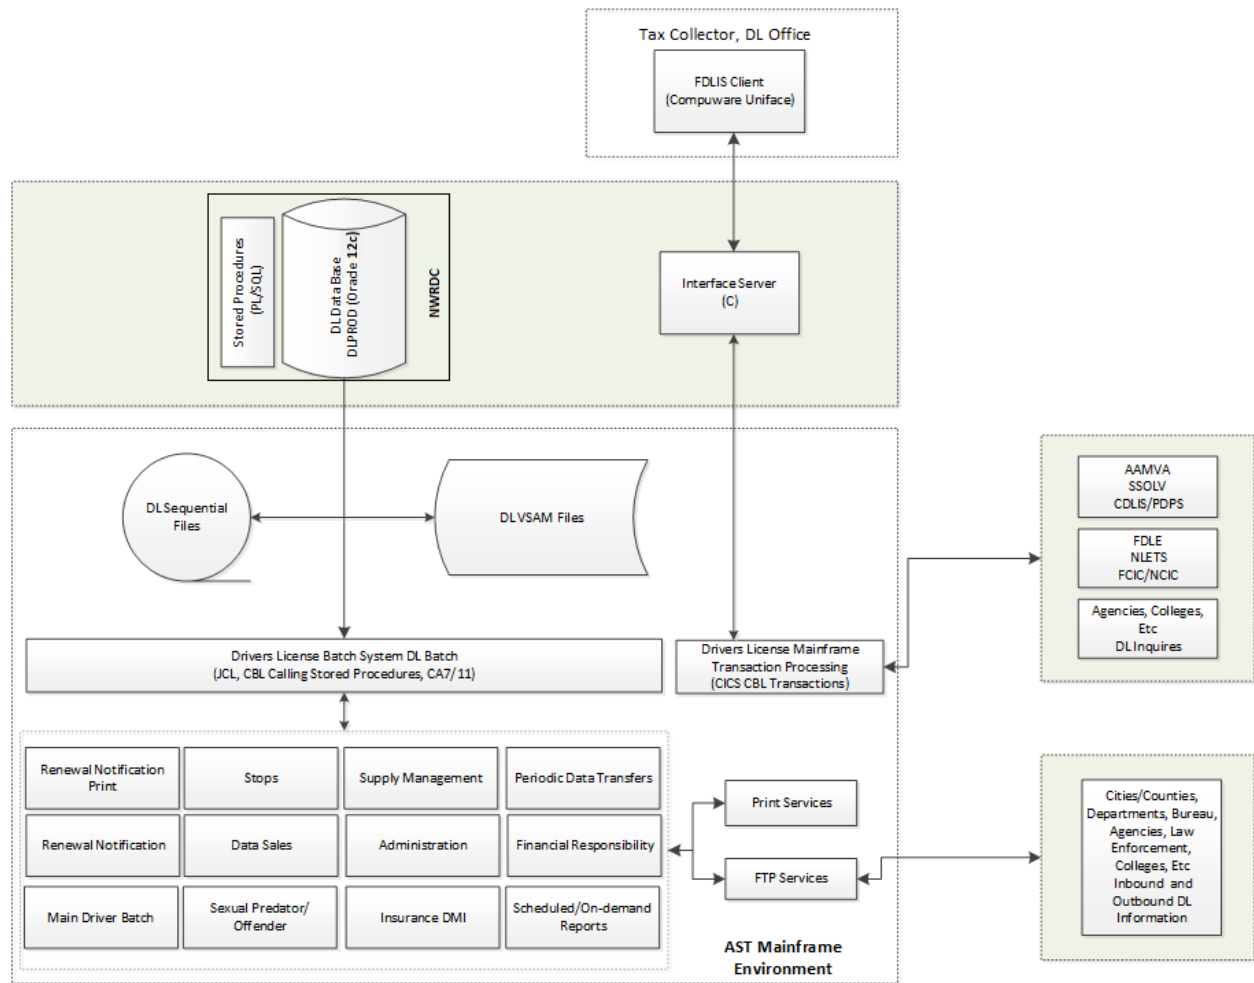 Tax Collector, DL Office
FDLIS Client
(Compuware Uniface)
Stored Procedures
(PL/SQL)
DL Data Base
DLPROD (Oracle 12c)
NWRDC
Interface Server
(C)
DL Sequential
Files
DL VSAM Files
AAMVA
SSOLV
CDLIS/PDPS
FDLE
NLETS
FCIC/NCIC
Agencies, Colleges,
Etc
DL Inquires
Drivers License Batch System DL Batch
(JCL, CBL Calling Stored Procedures, CA7/11)
Drivers License Mainframe
Transaction Processing
(CICS CBL Transactions)
Renewal Notification
Print
Stops
Supply Management
Periodic Data Transfers
Renewal Notification
Data Sales
Administration
Financial Responsibility
Main Driver Batch
Sexual Predator/
Offender
Insurance DMI
Scheduled/On-demand
Reports
Print Services
FTP Services
AST Mainframe
Environment
Cities/Counties,
Departments, Bureau,
Agencies, Law
Enforcement,
Colleges, Etc
Inbound and
Outbound DL
Information